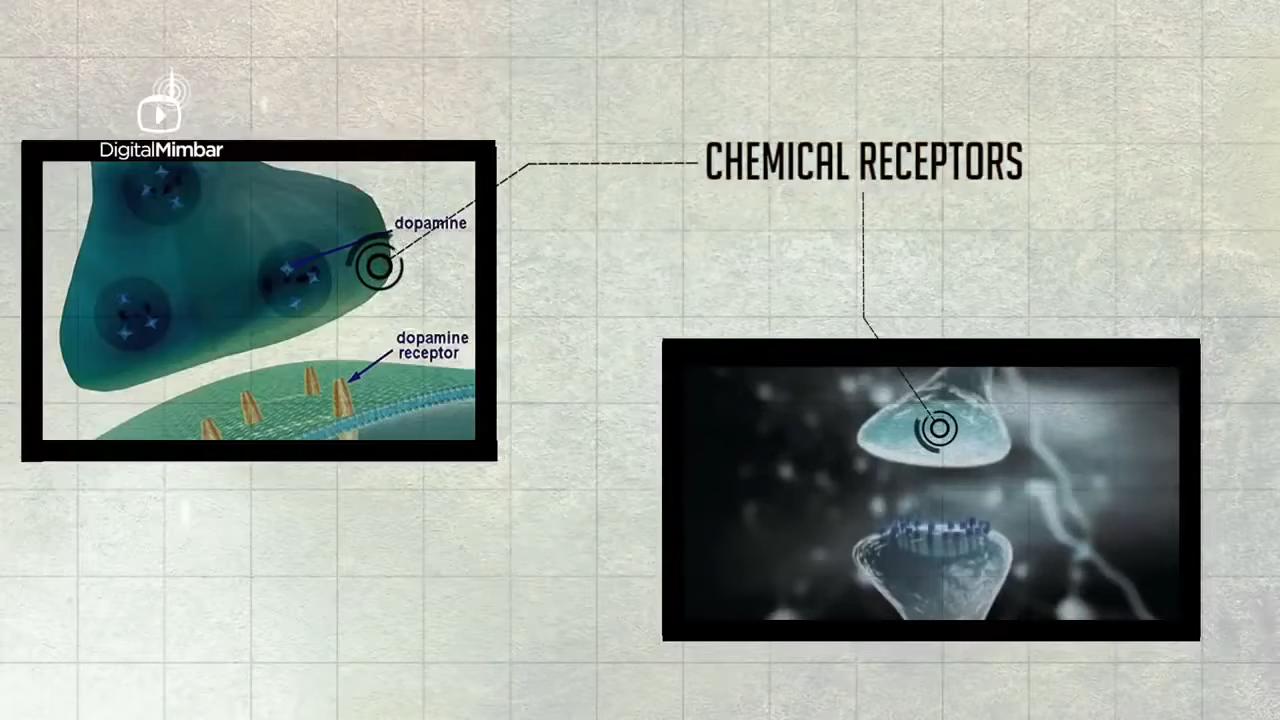 DigitalMimbar
CHEMICAL RECEPTORS
dopamine
dopamine
receptor